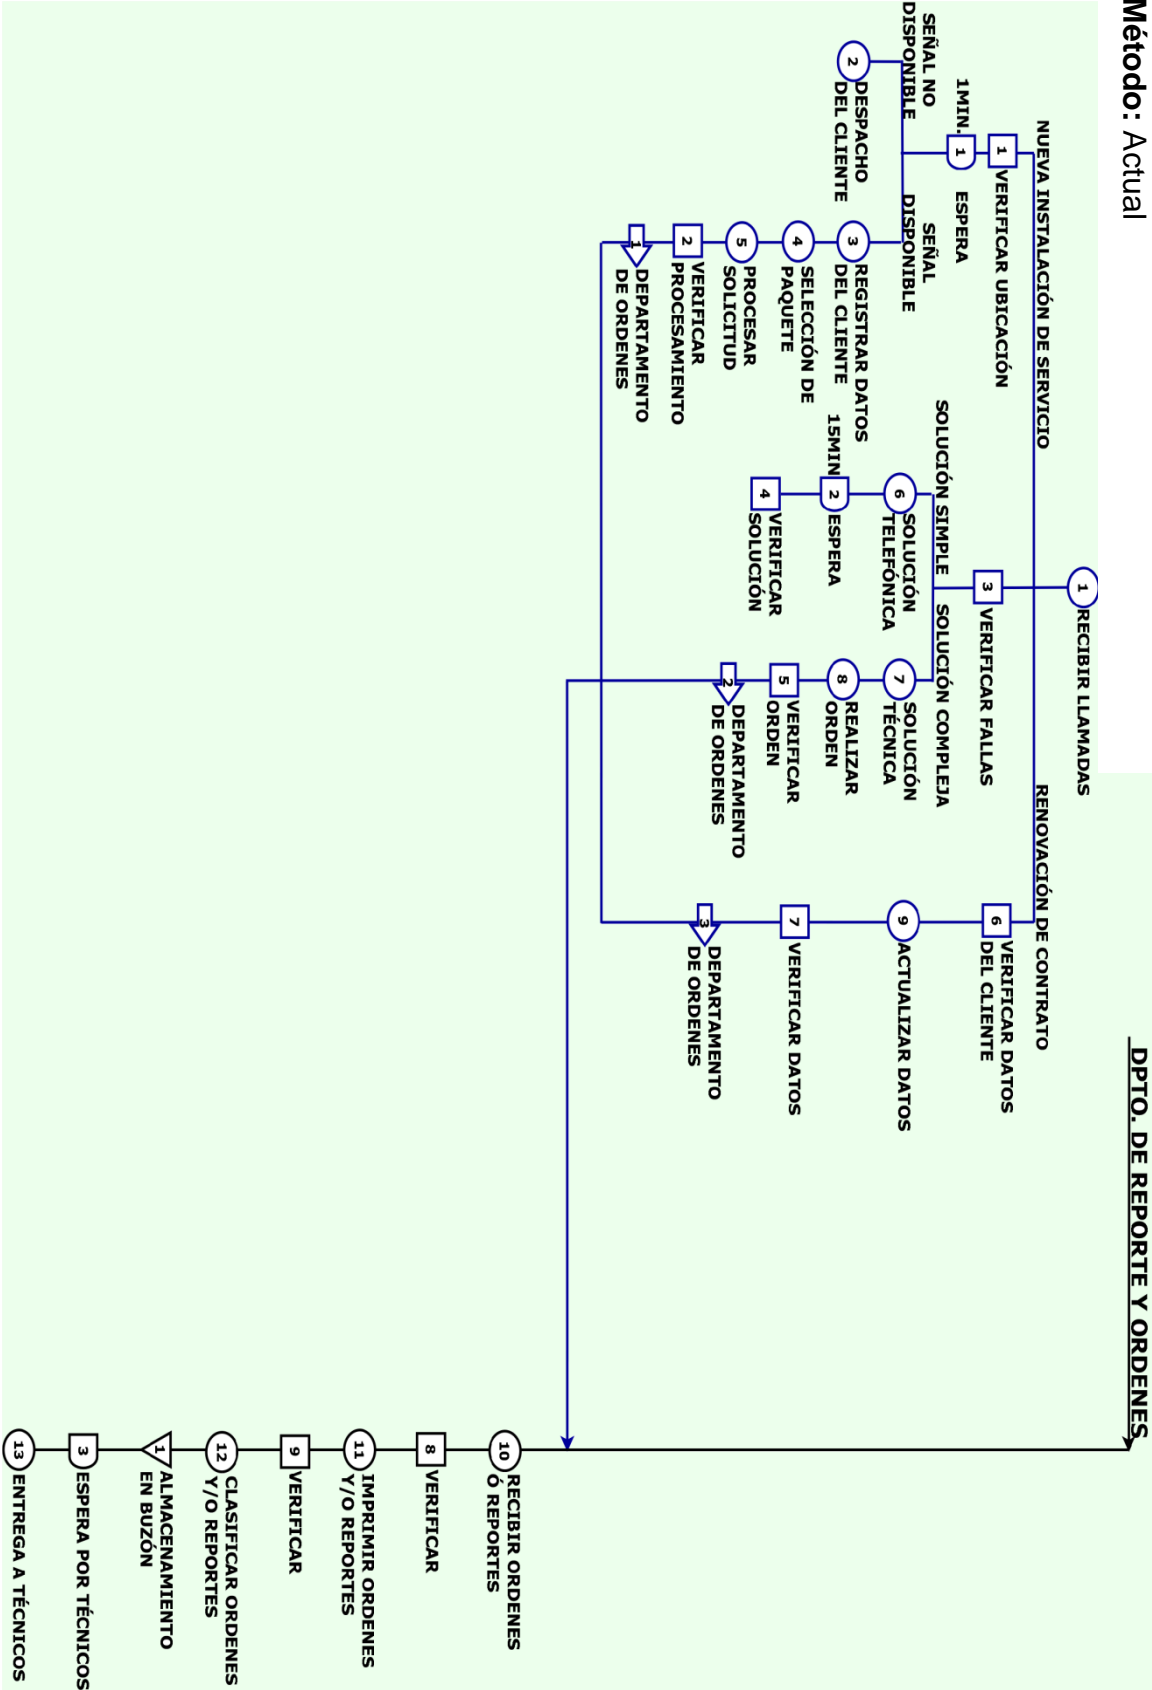 Método: Actual
DPTO. DE REPORTE Y ORDENES
1
RECIBIR LLAMADAS
NUEVA INSTALACIÓN DE SERVICIO
RENOVACIÓN DE CONTRATO
1
VERIFICAR UBICACIÓN
1MIN.
1
ESPERA
SEÑAL NO
DISPONIBLE
SEÑAL
DISPONIBLE
2
DESPACHO
DEL CLIENTE
3
REGISTRAR DATOS
DEL CLIENTE
4
SELECCIÓN DE
PAQUETE
5
PROCESAR
SOLICITUD
2
VERIFICAR
PROCESAMIENTO
1
DEPARTAMENTO
DE ORDENES
3
VERIFICAR FALLAS
SOLUCIÓN SIMPLE
SOLUCIÓN COMPLEJA
6
SOLUCIÓN
TELEFÓNICA
15MIN
2
ESPERA
4
VERIFICAR
SOLUCIÓN
7
SOLUCIÓN
TÉCNICA
8
REALIZAR
ORDEN
5
VERIFICAR
ORDEN
2
DEPARTAMENTO
DE ORDENES
6
VERIFICAR DATOS
DEL CLIENTE
9
ACTUALIZAR DATOS
7
VERIFICAR DATOS
3
DEPARTAMENTO
DE ORDENES
10
RECIBIR ORDENES
Ó REPORTES
8
VERIFICAR
11
IMPRIMIR ORDENES
Y/O REPORTES
9
VERIFICAR
12
CLASIFICAR ORDENES
Y/O REPORTES
1
ALMACENAMIENTO
EN BUZÓN
3
ESPERA POR TÉCNICOS
13
ENTREGA A TÉCNICOS